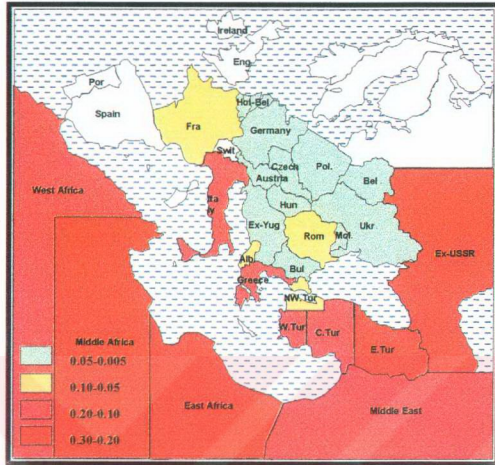 Ireland
Eng
Por
Spain
Fra
Hol-Bel
Germany
Swit
Czech
Pol.
Austria
Bel
Hun
Ex-Yug
Rom
Mol
Ukr
West Africa
Ita
ly
Ex-USSR
Alb
Bul
Greece
NW.Tur
W.Tur
C.Tur
E.Tur
Middle Africa
0.05-0.005
0.10-0.05
0.20-0.10
0.30-0.20
East Africa
Middle East